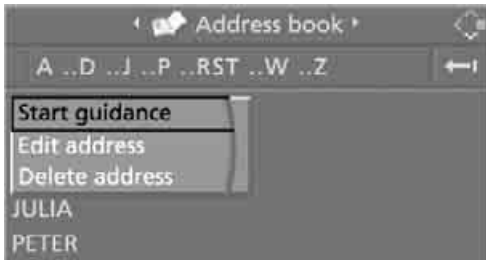 Address book
A ..D ..J ..P ..RST ..W ..Z
Start guidance
Edit address
Delete address
JULIA
PETER